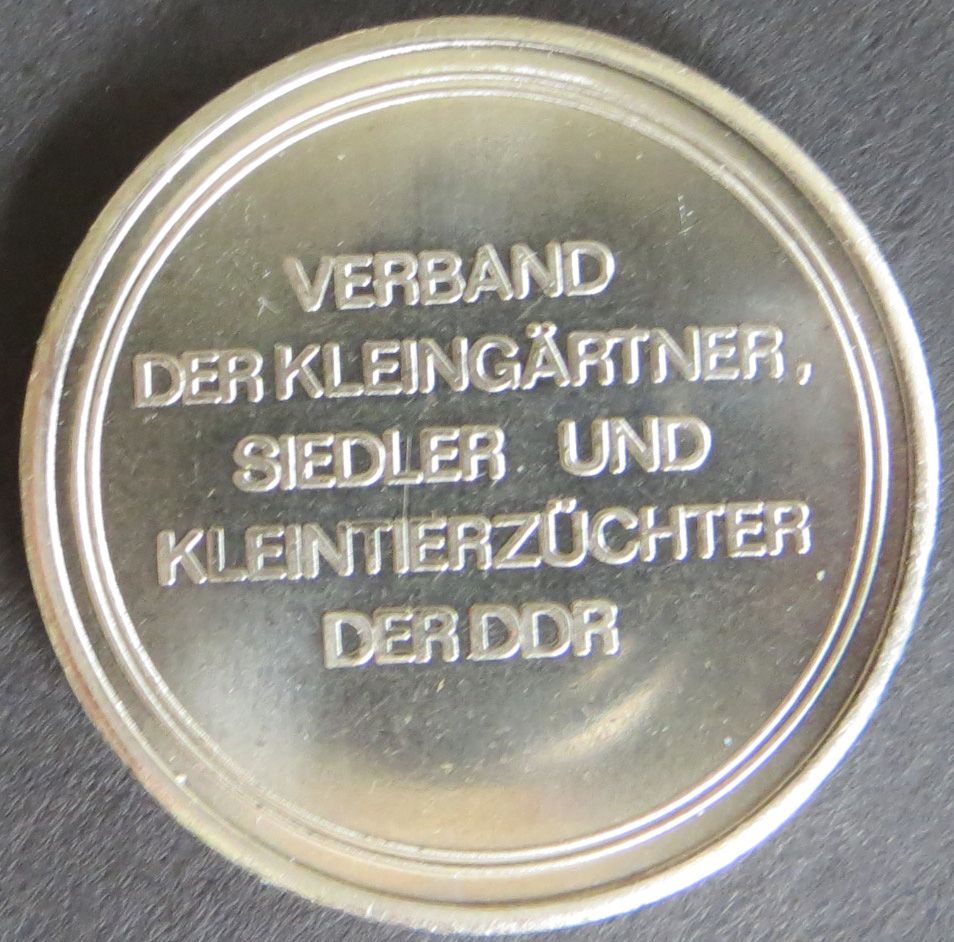 VERBAND
DER KLEINGÄRTNER,
SIEDLER UND
KLEINTIERZÜCHTER
DER DDR